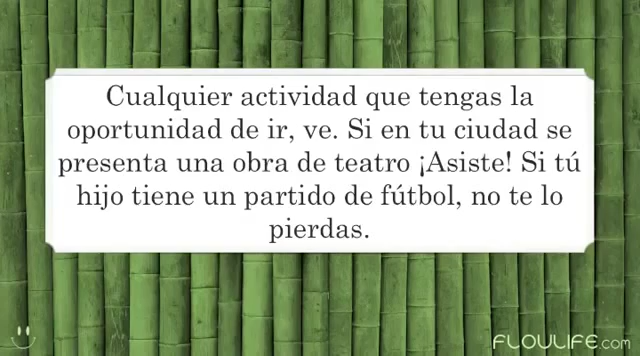 Cualquier actividad que tengas la
oportunidad de ir, ve. Si en tu ciudad se
presenta una obra de teatro ¡Asiste! Si tú
hijo tiene un partido de fútbol, no te lo
pierdas.
FLOWLIFE.com